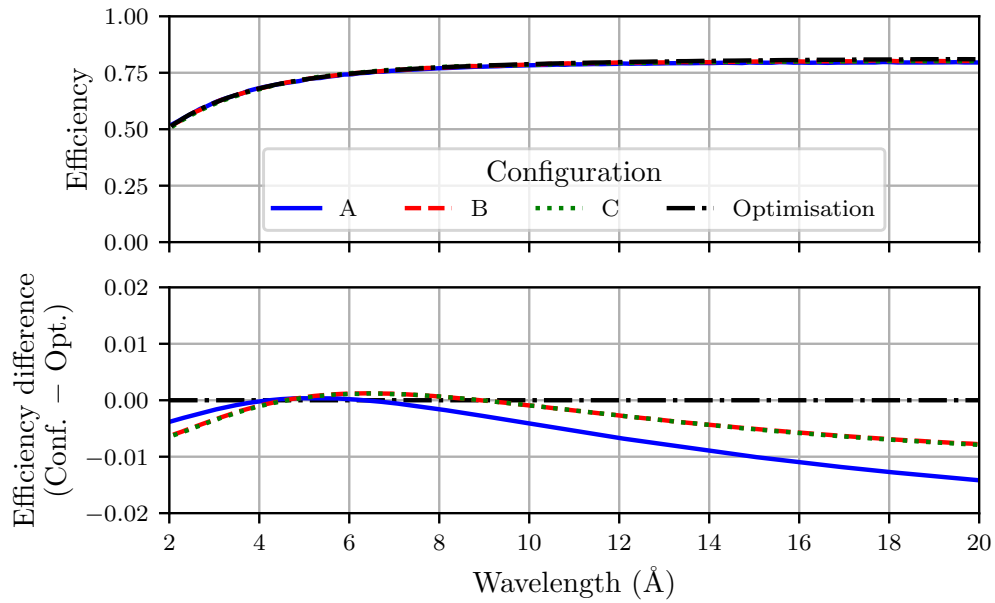 1.00
0.75
0.50
0.25
0.00
Efficiency
Configuration
A B C Optimisation
0.02
0.01
0.00
−0.01
−0.02
Efficiency difference
(Conf. − Opt.)
2 4 6 8 10 12 14 16 18 20
Wavelength (Å)